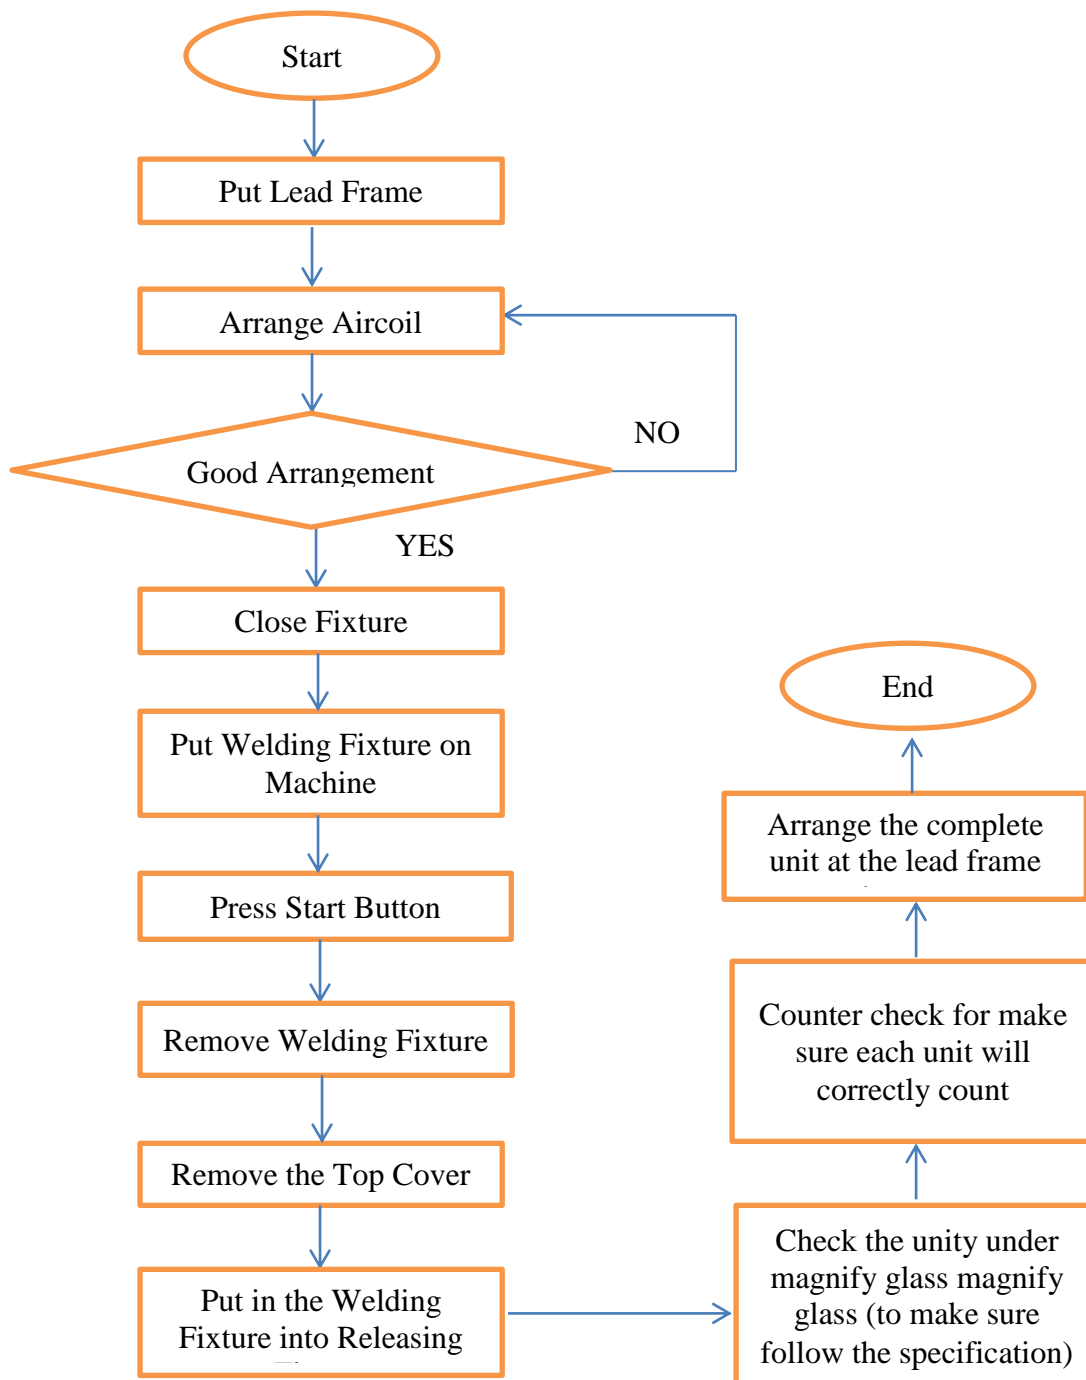 Start
Put Lead Frame
Arrange Aircoil
NO
Good Arrangement
YES
Close Fixture
Put Welding Fixture on
Machine
Press Start Button
Remove Welding Fixture
Remove the Top Cover
Put in the Welding
Fixture into Releasing
Check the unity under
magnify glass magnify
glass (to make sure
follow the specification)
Counter check for make
sure each unit will
correctly count
Arrange the complete
unit at the lead frame
End